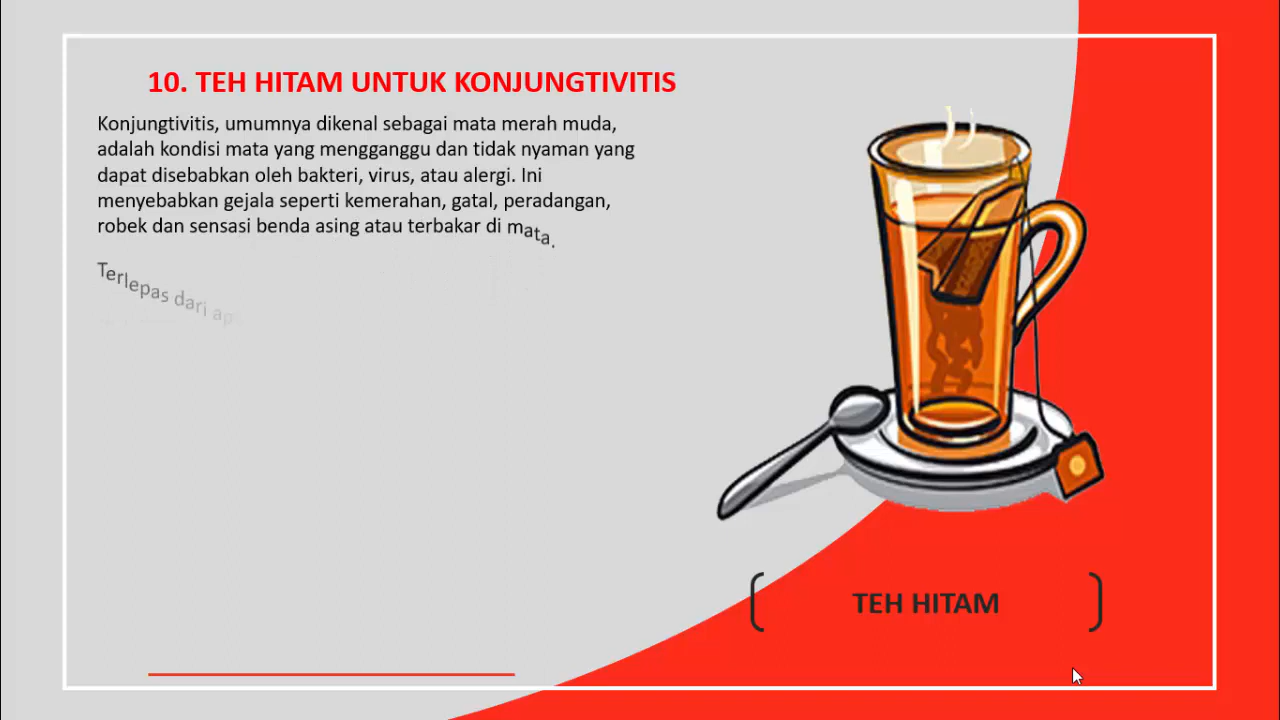 10. TEH HITAM UNTUK KONJUNGTIVITIS
Konjungtivitis, umumnya dikenal sebagai mata merah muda,
adalah kondisi mata yang mengganggu dan tidak nyaman yang
dapat disebabkan oleh bakteri, virus, atau alergi. Ini
menyebabkan gejala seperti kemerahan, gatal, peradangan,
robek dan sensasi benda asing atau terbakar di mata.
Terlepas dari
TEH HITAM